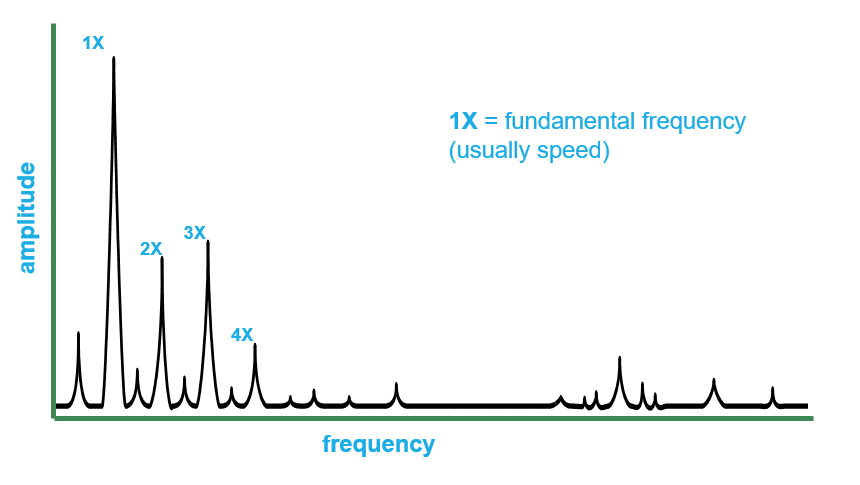 1X
1X = fundamental frequency
(usually speed)
amplitude
3X
2X
4X
frequency